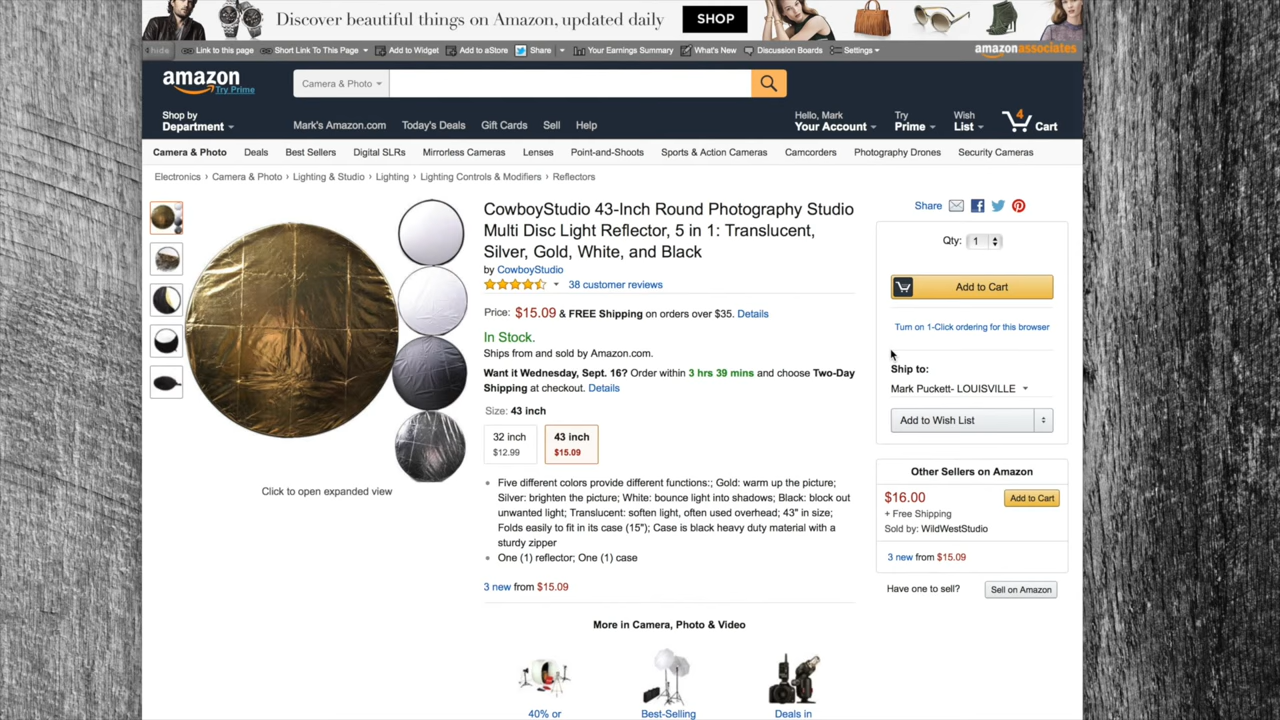 Discover beautiful things on Amazon, updated daily
SHOP
hide
Link to this page
Short Link To This Page
Add to Widget
Add to aStore
Share
Your Earnings Summary
What's New
Discussion Boards
Settings
amazonassociates
amazon
Try Prime
Camera & Photo
Shop by
Department
Mark's Amazon.com
Today's Deals
Gift Cards
Sell
Help
Hello, Mark
Your Account
Try
Prime
Wish
List
4
Cart
Camera & Photo
Deals
Best Sellers
Digital SLRs
Mirrorless Cameras
Lenses
Point-and-Shoots
Sports & Action Cameras
Camcorders
Photography Drones
Security Cameras
Electronics › Camera & Photo › Lighting & Studio › Lighting › Lighting Controls & Modifiers › Reflectors
CowboyStudio 43-Inch Round Photography Studio
Multi Disc Light Reflector, 5 in 1: Translucent,
Silver, Gold, White, and Black
by CowboyStudio
38 customer reviews
Price: $15.09 & FREE Shipping on orders over $35. Details
In Stock.
Ships from and sold by Amazon.com.
Want it Wednesday, Sept. 16? Order within 3 hrs 39 mins and choose Two-Day
Shipping at checkout. Details
Size: 43 inch
32 inch
$12.99
43 inch
$15.09
Five different colors provide different functions:; Gold: warm up the picture;
Silver: brighten the picture; White: bounce light into shadows; Black: block out
unwanted light; Translucent: soften light, often used overhead; 43" in size;
Folds easily to fit in its case (15"); Case is black heavy duty material with a
sturdy zipper
One (1) reflector; One (1) case
3 new from $15.09
Click to open expanded view
Share
Qty: 1
Add to Cart
Turn on 1-Click ordering for this browser
Ship to:
Mark Puckett- LOUISVILLE
Add to Wish List
Other Sellers on Amazon
$16.00
Add to Cart
+ Free Shipping
Sold by: WildWestStudio
3 new from $15.09
Have one to sell?
Sell on Amazon
More in Camera, Photo & Video
40% or
Best-Selling
Deals in